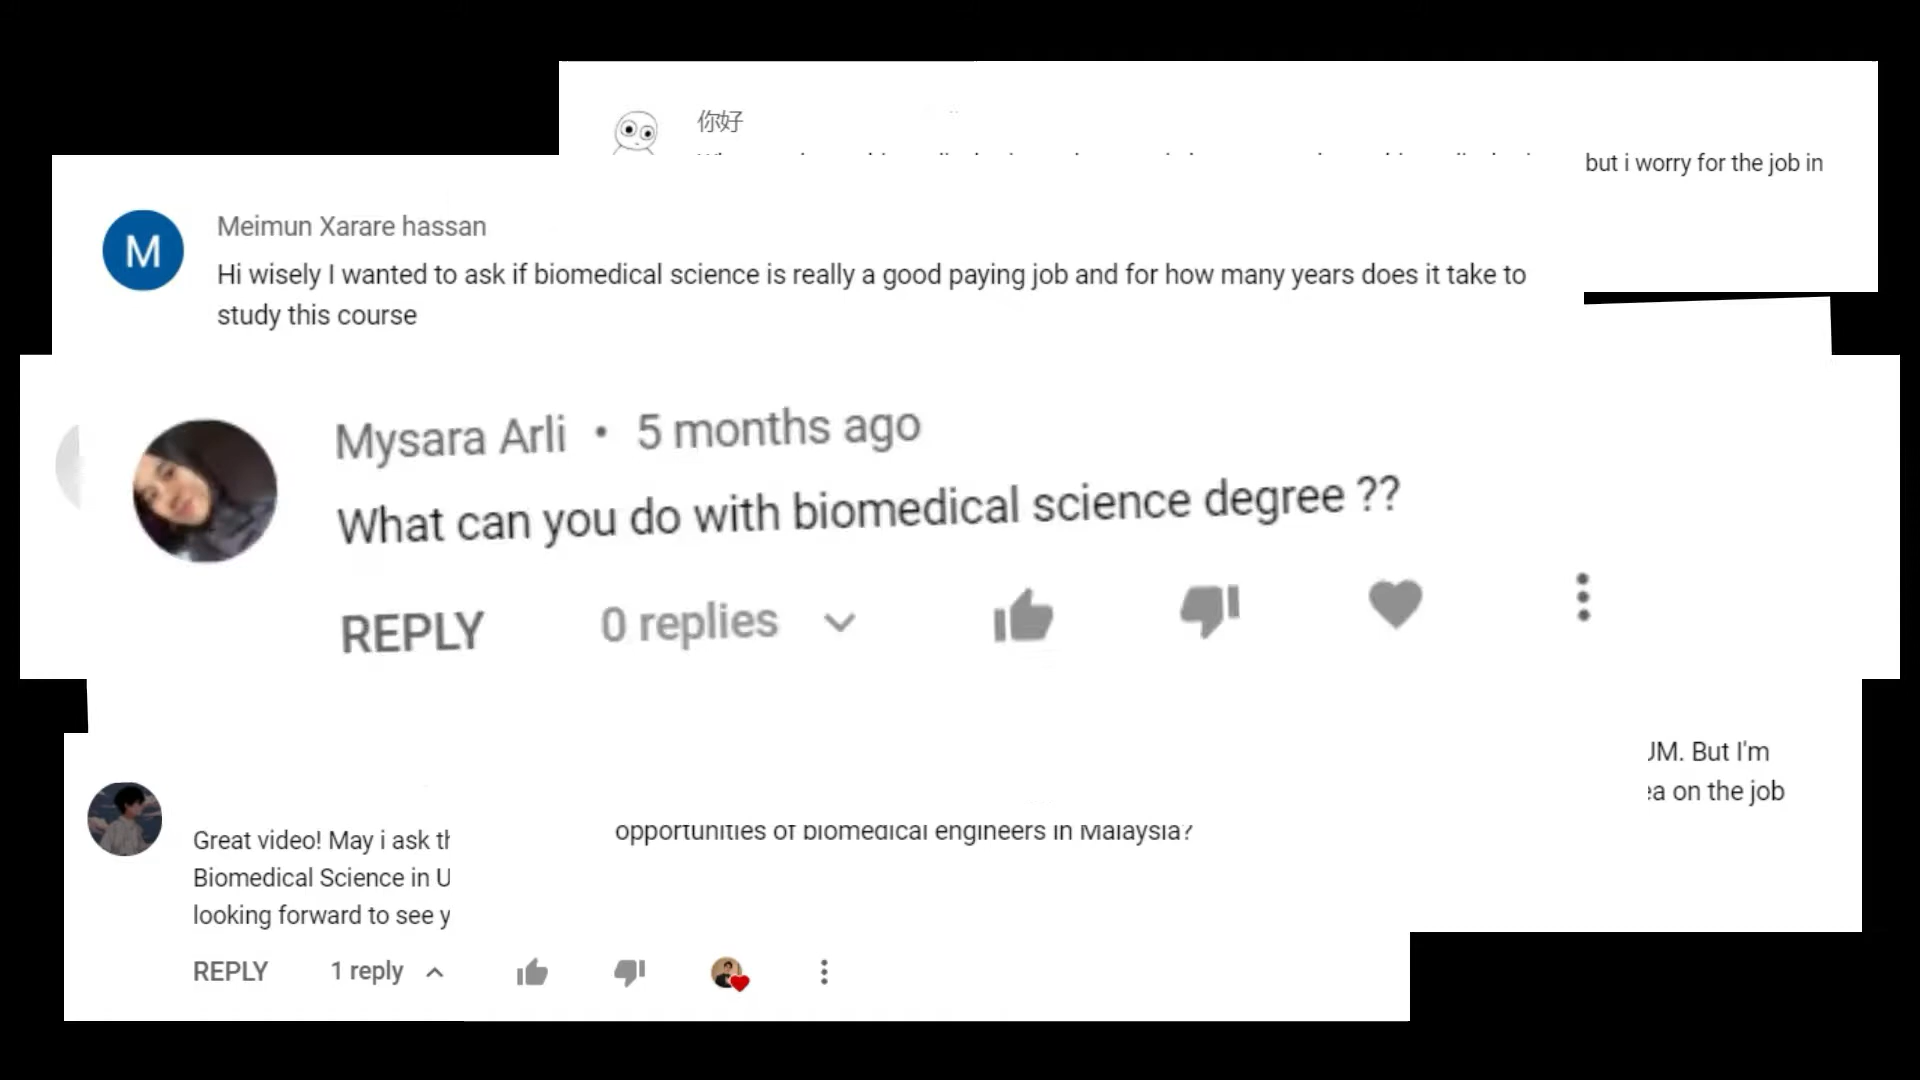 你好
but i worry for the job in
M
Meimun Xarare hassan
Hi wisely I wanted to ask if biomedical science is really a good paying job and for how many years does it take to
study this course
Mysara Arli • 5 months ago
What can you do with biomedical science degree ??
REPLY 0 replies
JM. But I'm
ea on the job
opportunities of biomedical engineers in Malaysia?
Great video! May i ask th
Biomedical Science in U
looking forward to see y
REPLY 1 reply